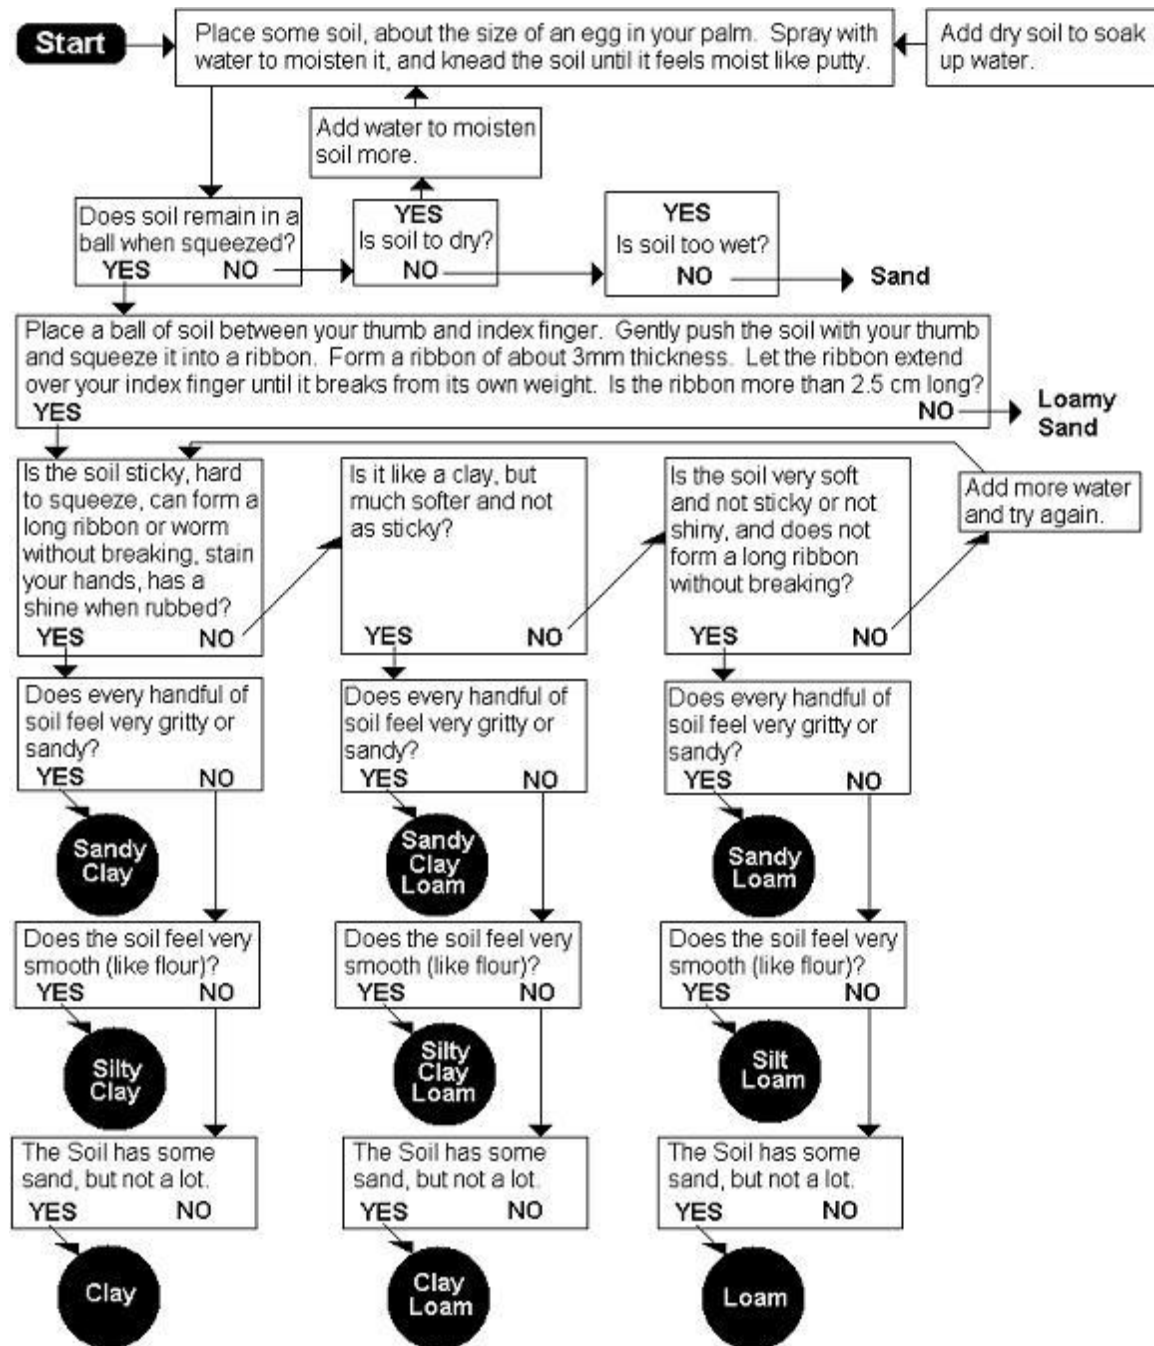 Start
Place some soil, about the size of an egg in your palm. Spray with
water to moisten it, and knead the soil until it feels moist like putty.
Add dry soil to soak
up water.
Add water to moisten
soil more.
Does soil remain in a
ball when squeezed?
YES NO
YES
Is soil to dry?
NO
YES
Is soil too wet?
NO
Sand
Place a ball of soil between your thumb and index finger. Gently push the soil with your thumb
and squeeze it into a ribbon. Form a ribbon of about 3mm thickness. Let the ribbon extend
over your index finger until it breaks from its own weight. Is the ribbon more than 2.5 cm long?
YES NO
Loamy
Sand
Is the soil sticky, hard
to squeeze, can form a
long ribbon or worm
without breaking, stain
your hands, has a
shine when rubbed?
YES NO
Is it like a clay, but
much softer and not
as sticky?
YES NO
Is the soil very soft
and not sticky or not
shiny, and does not
form a long ribbon
without breaking?
YES NO
Add more water
and try again.
Does every handful of
soil feel very gritty or
sandy?
YES NO
Does every handful of
soil feel very gritty or
sandy?
YES NO
Does every handful of
soil feel very gritty or
sandy?
YES NO
Sandy
Clay
Sandy
Clay
Loam
Sandy
Loam
Does the soil feel very
smooth (like flour)?
YES NO
Does the soil feel very
smooth (like flour)?
YES NO
Does the soil feel very
smooth (like flour)?
YES NO
Silty
Clay
Silty
Clay
Loam
Silt
Loam
The Soil has some
sand, but not a lot.
YES NO
The Soil has some
sand, but not a lot.
YES NO
The Soil has some
sand, but not a lot.
YES NO
Clay
Clay
Loam
Loam